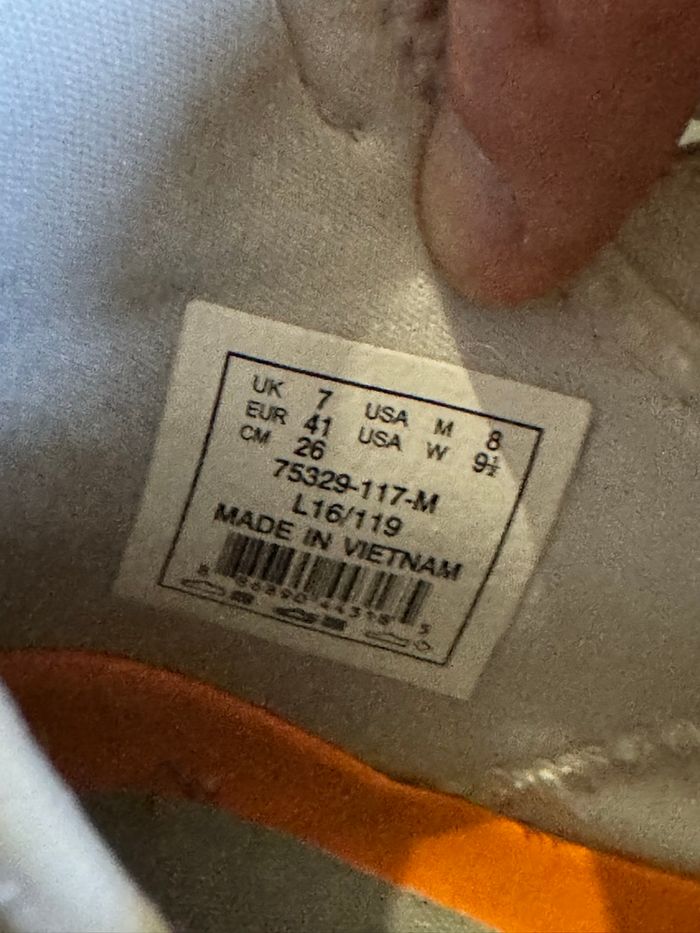 UK 7 USA M 8
EUR 41 USA W 9½
CM 26
75329-117-M
L16/119
MADE IN VIETNAM